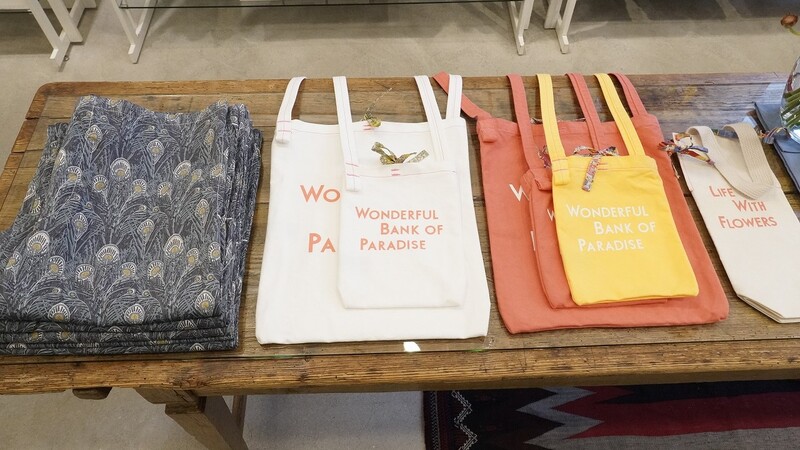 Wo
Pa
Wonderful
Bank of
Paradise
W
W
Wonderful
Bank of
Paradise
Life
With
Flowers